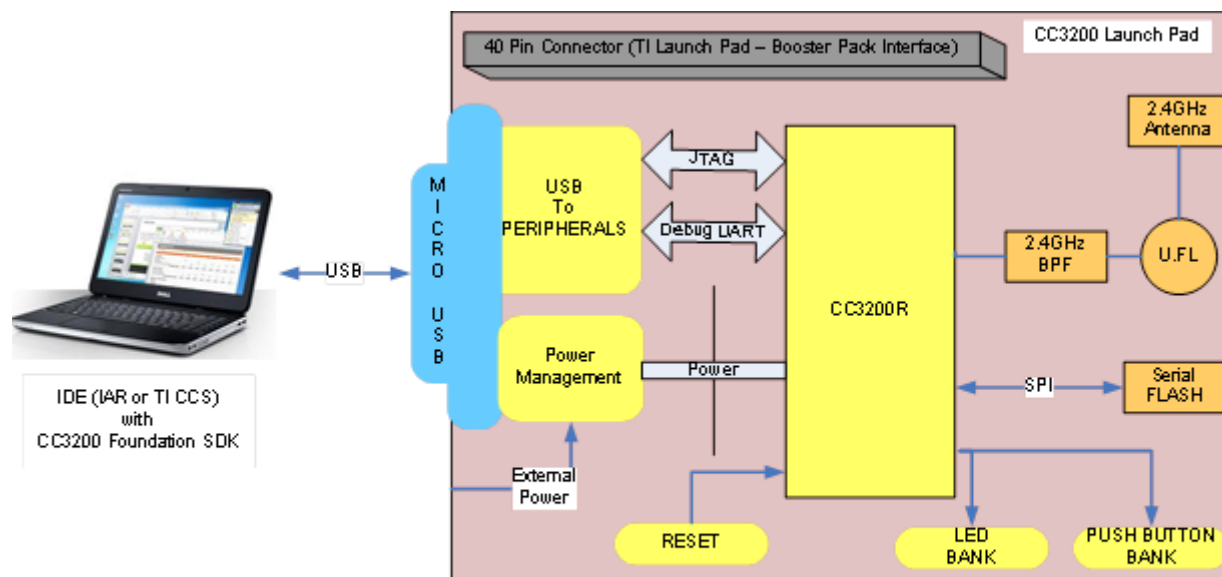 40 Pin Connector (TI Launch Pad – Booster Pack Interface)
CC3200 Launch Pad
2.4GHz
Antenna
MICRO USB
USB
To
PERIPHERALS
JTAG
Debug UART
CC3200R
2.4GHz
BPF
U.FL
USB
Power
Management
Power
SPI
Serial
FLASH
IDE (IAR or TI CCS)
with
CC3200 Foundation SDK
External
Power
RESET
LED
BANK
PUSH BUTTON
BANK